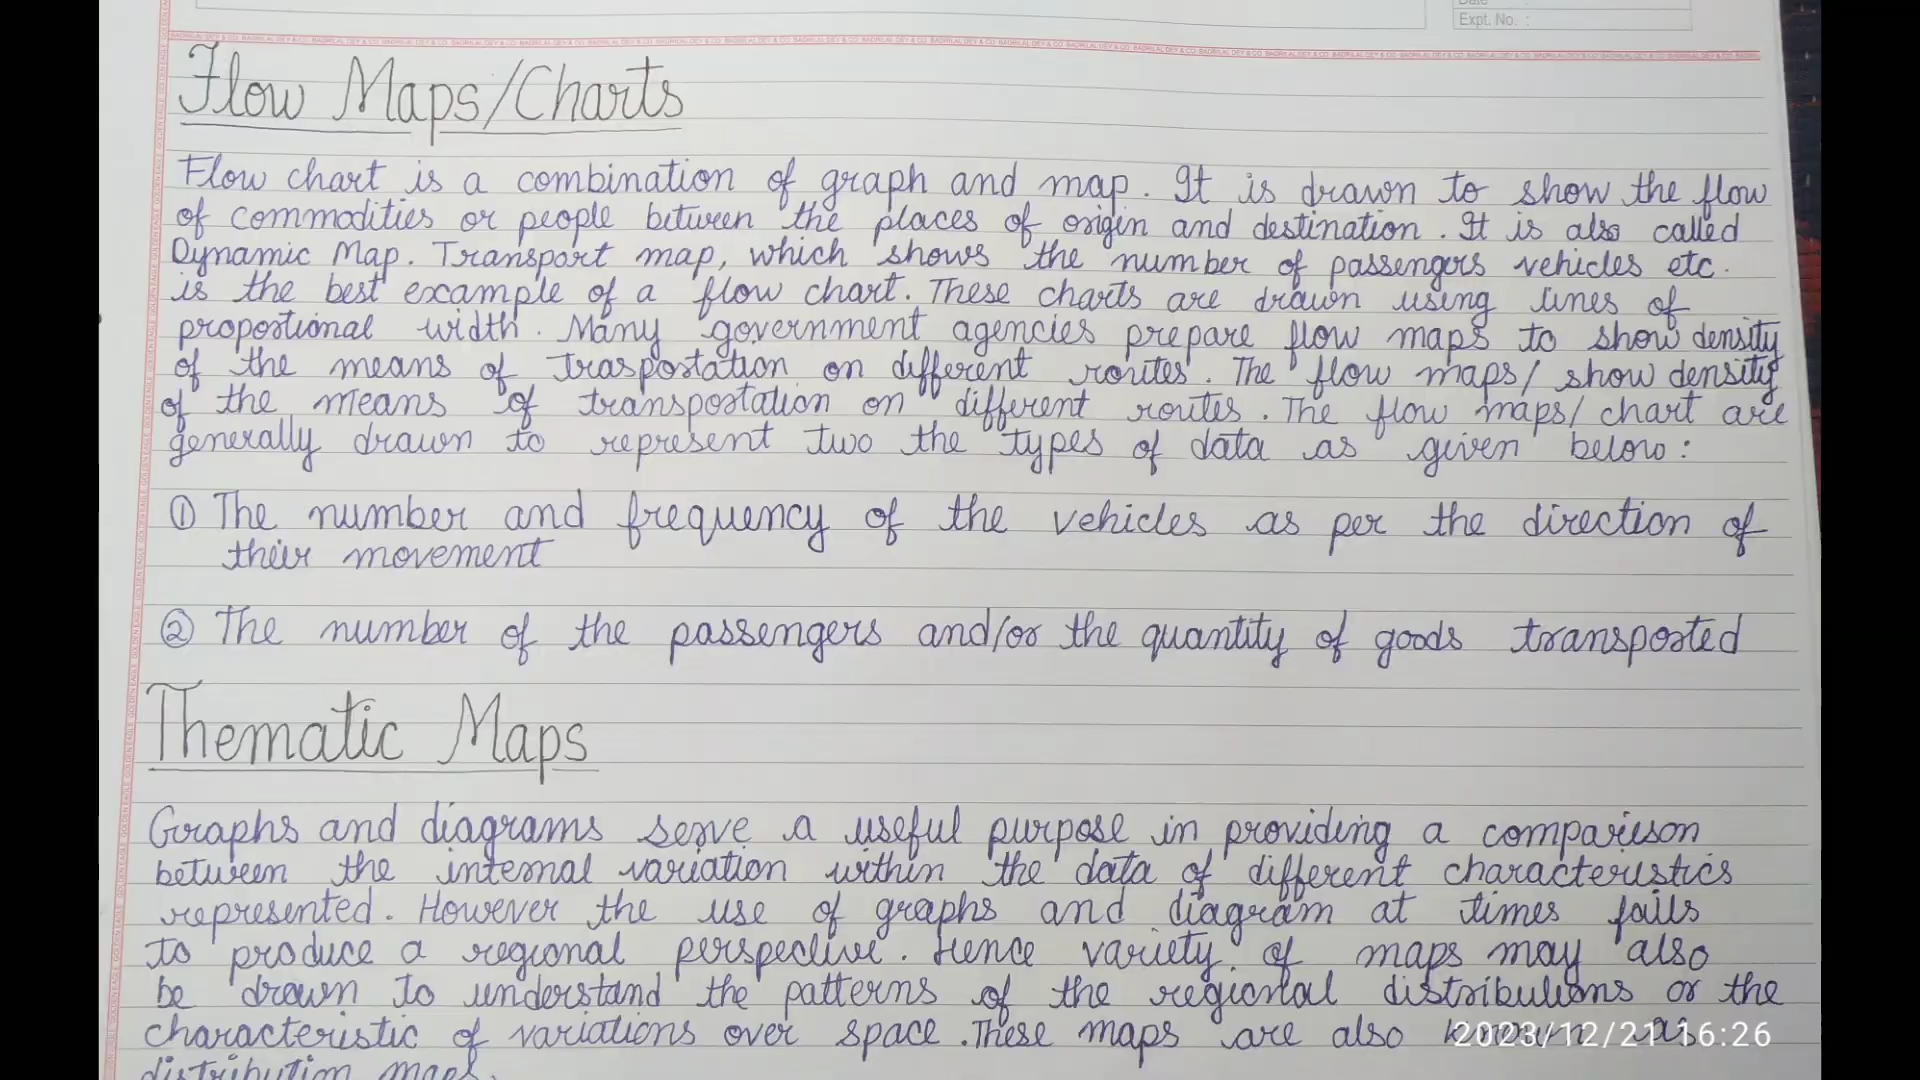 Expt. No. :
Flow Maps/Charts
Flow chart is a combination of graph and map. It is drawn to show the flow
of commodities or people between the places of origin and destination. It is also called
Dynamic Map. Transport map, which shows the number of passengers vehicles etc.
is the best example of a flow chart. These charts are drawn using lines of
proportional width. Many government agencies prepare flow maps to show density
of the means of trasportation on different routes. The flow maps/ show density
of the means of transportation on different routes. The flow maps/chart are
generally drawn to represent two the types of data as given below:
① The number and frequency of the vehicles as per the direction of
their movement
② The number of the passengers and/or the quantity of goods transported
Thematic Maps
Graphs and diagrams serve a useful purpose in providing a comparison
between the internal variation within the data of different characteristics
represented. However the use of graphs and diagram at times fails
to produce a regional perspective. Hence variety of maps may also
be drawn to understand the patterns of the regional distributions or the
characteristic of variations over space. These maps are also known as
distribution maps.
2023/12/21 16:26